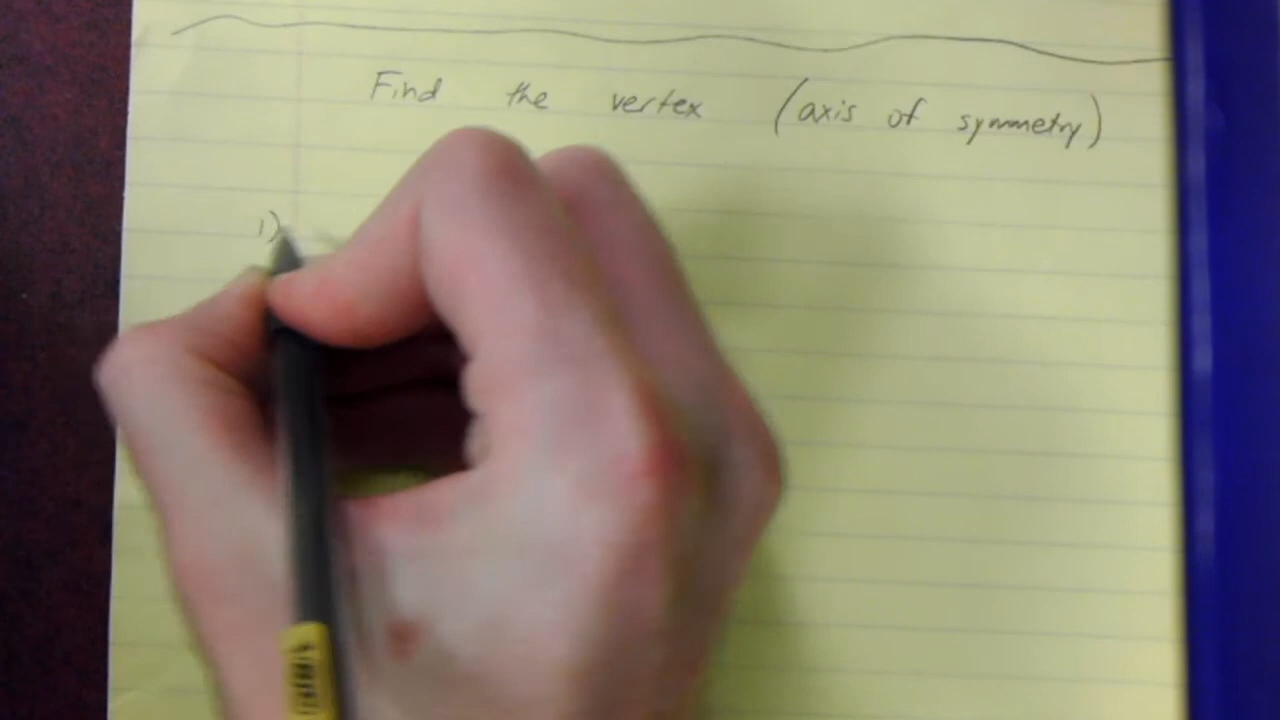 Find the vertex (axis of symmetry)
1)